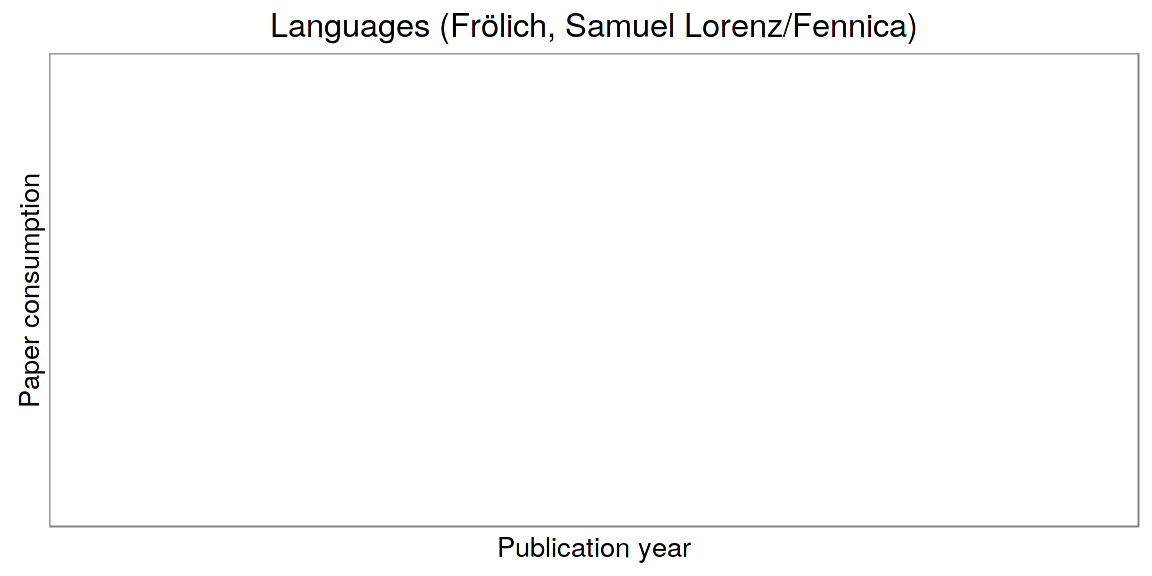 Languages (Frölich, Samuel Lorenz/Fennica)
Paper consumption
Publication year